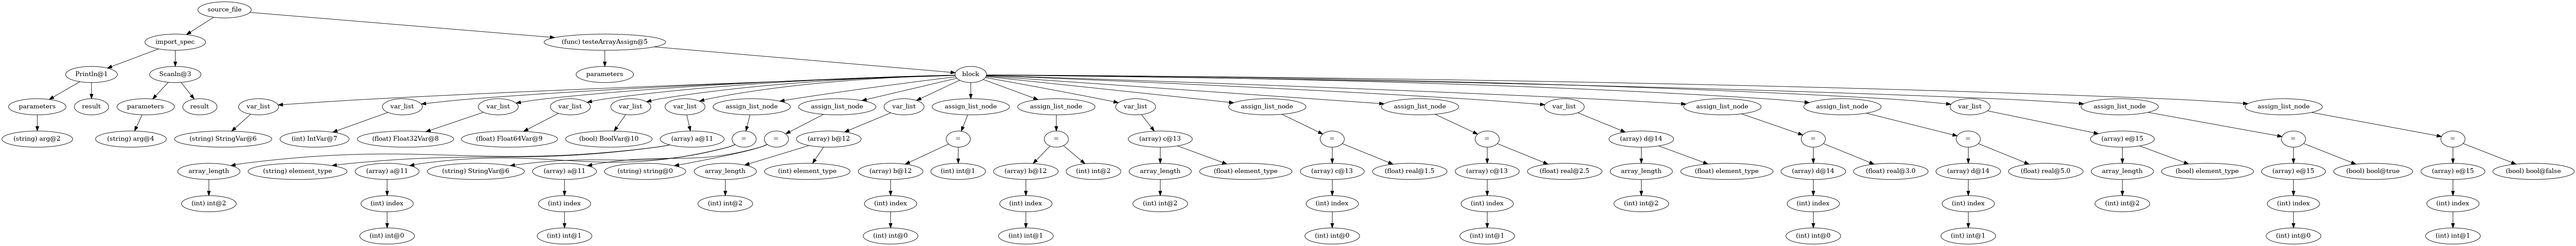 source_file
import_spec
(func) testeArrayAssign@5
Println@1
Scanln@3
parameters
block
parameters
result
parameters
result
var_list
var_list
var_list
var_list
var_list
var_list
assign_list_node
assign_list_node
var_list
assign_list_node
assign_list_node
var_list
assign_list_node
assign_list_node
var_list
assign_list_node
assign_list_node
var_list
assign_list_node
assign_list_node
(string) arg@2
(string) arg@4
(string) StringVar@6
(int) IntVar@7
(float) Float32Var@8
(float) Float64Var@9
(bool) BoolVar@10
(array) a@11
=
=
(array) b@12
=
=
(array) c@13
=
=
(array) d@14
=
=
(array) e@15
=
=
array_length
(string) element_type
(array) a@11
(string) StringVar@6
(array) a@11
(string) string@0
array_length
(int) element_type
(array) b@12
(int) int@1
(array) b@12
(int) int@2
array_length
(float) element_type
(array) c@13
(float) real@1.5
(array) c@13
(float) real@2.5
array_length
(float) element_type
(array) d@14
(float) real@3.0
(array) d@14
(float) real@5.0
array_length
(bool) element_type
(array) e@15
(bool) bool@true
(array) e@15
(bool) bool@false
(int) int@2
(int) index
(int) index
(int) int@2
(int) index
(int) index
(int) int@2
(int) index
(int) index
(int) int@2
(int) index
(int) index
(int) int@2
(int) index
(int) index
(int) int@0
(int) int@1
(int) int@0
(int) int@1
(int) int@0
(int) int@1
(int) int@0
(int) int@1
(int) int@0
(int) int@1